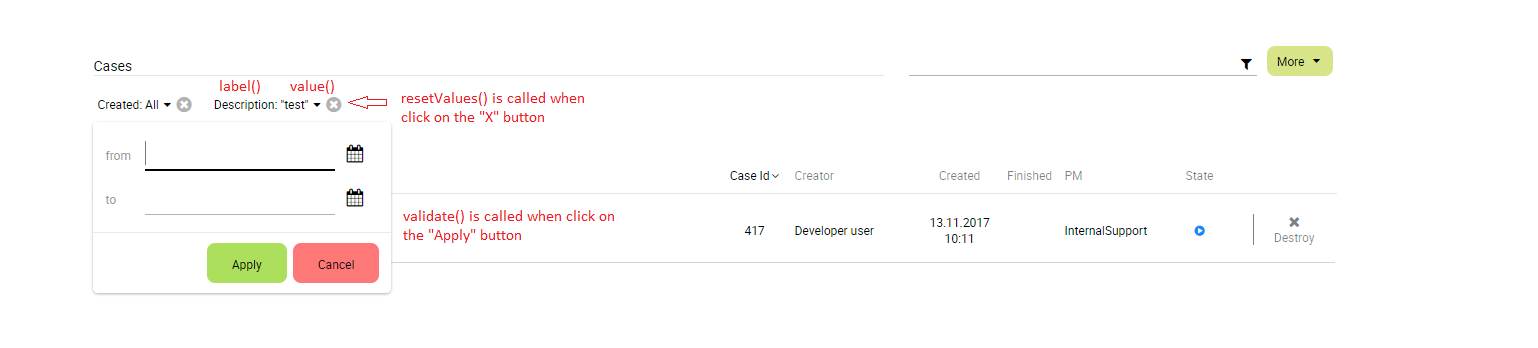 Cases
More
label() value()
Created: All Description: "test"
resetValues() is called when
click on the "X" button
from
to
Case Id Creator Created Finished PM State
validate() is called when click on
the "Apply" button
417 Developer user 13.11.2017
10:11
InternalSupport
Destroy
Apply Cancel